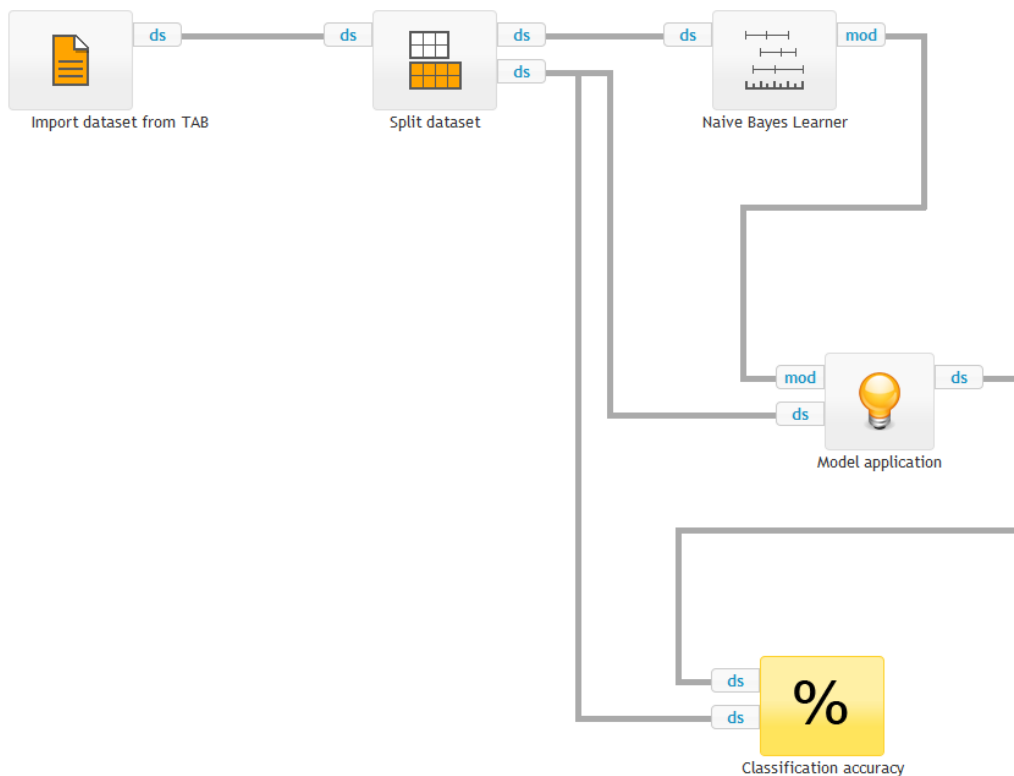 ds
ds
ds
ds
ds
mod
Import dataset from TAB
Split dataset
Naive Bayes Learner
mod
ds
ds
Model application
ds
ds
%
Classification accuracy